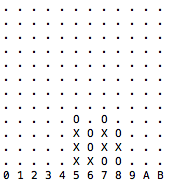 . . . . . . . . . . . .
. . . . . . . . . . . .
. . . . . . . . . . . .
. . . . . . . . . . . .
. . . . . . . . . . . .
. . . . . . . . . . . .
. . . . . . . . . . . .
. . . . . . . . . . . .
. . . . . O . O . . . .
. . . . . X O X O . . .
. . . . . X O X X . . .
. . . . . X X O O . . .
0 1 2 3 4 5 6 7 8 9 A B